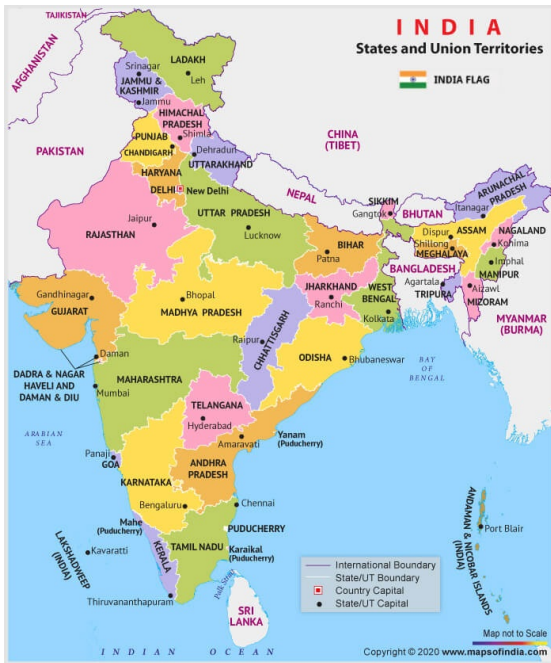 INDIA
States and Union Territories
INDIA FLAG
TAJIKISTAN
AFGHANISTAN
PAKISTAN
CHINA
(TIBET)
NEPAL
BHUTAN
BANGLADESH
MYANMAR
(BURMA)
SRI
LANKA
LADAKH
Leh
Srinagar
JAMMU &
KASHMIR
Jammu
HIMACHAL
PRADESH
Shimla
PUNJAB
CHANDIGARH
Dehradun
UTTARAKHAND
HARYANA
DELHI
New Delhi
UTTAR PRADESH
Lucknow
Jaipur
RAJASTHAN
SIKKIM
Gangtok
ARUNACHAL
PRADESH
Itanagar
ASSAM
Dispur
Shillong
MEGHALAYA
NAGALAND
Kohima
Imphal
MANIPUR
Agartala
TRIPURA
Aizawl
MIZORAM
BIHAR
Patna
JHARKHAND
Ranchi
WEST
BENGAL
Kolkata
Gandhinagar
GUJARAT
Bhopal
MADHYA PRADESH
Raipur
CHHATTISGARH
ODISHA
Bhubaneswar
Daman
DADRA & NAGAR
HAVELI AND
DAMAN & DIU
MAHARASHTRA
Mumbai
TELANGANA
Hyderabad
Amaravati
Yanam
(Puducherry)
ANDHRA
PRADESH
Panaji
GOA
KARNATAKA
Bengaluru
Chennai
Mahe
(Puducherry)
PUDUCHERRY
TAMIL NADU
Karaikal
(Puducherry)
KERALA
Thiruvananthapuram
Kavaratti
LAKSHADWEEP
(INDIA)
Port Blair
ANDAMAN & NICOBAR ISLANDS
(INDIA)
ARABIAN
SEA
BAY
OF
BENGAL
Palk Strait
INDIAN OCEAN
International Boundary
State/UT Boundary
Country Capital
State/UT Capital
Map not to Scale
Copyright © 2020 www.mapsofindia.com